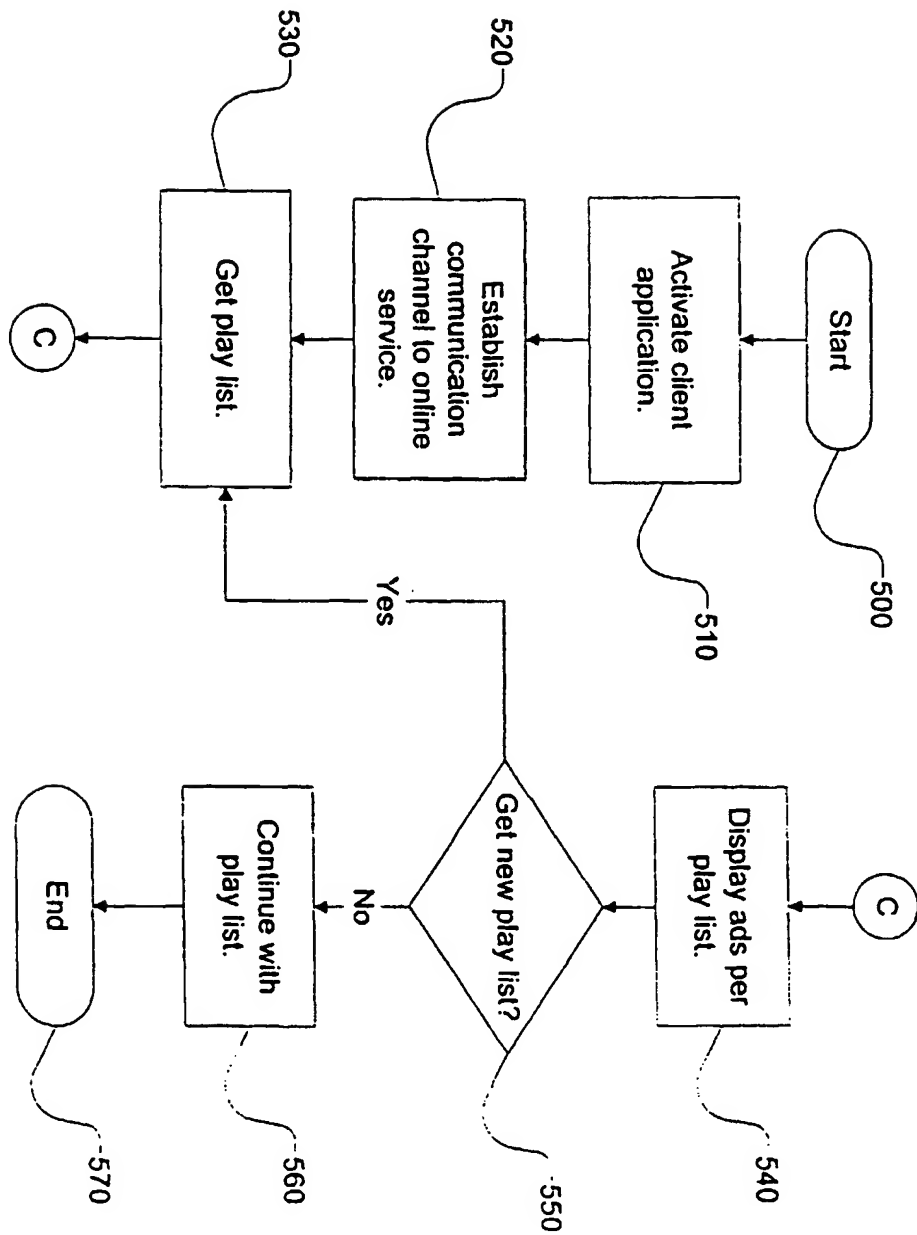 Start
500
Activate client
application.
510
520
Establish
communication
channel to online
service.
530
Get play list.
C
C
Display ads per
play list.
540
Get new play list?
550
Yes
No
Continue with
play list.
560
End
570